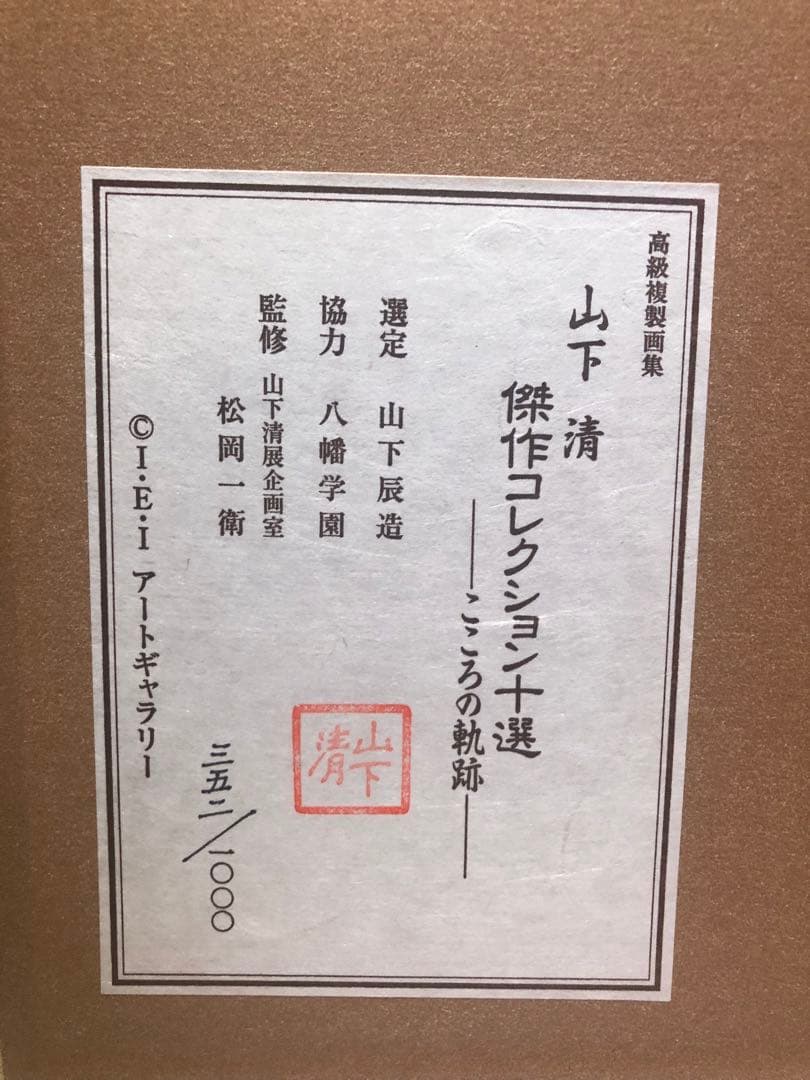 高級複製画集
山下 清
傑作コレクション十選
――こころの軌跡――
選定 山下辰造
協力 八幡学園
監修 山下清展企画室
松岡一衛
山下
清
三五二/一〇〇〇
©I・E・I アートギャラリー